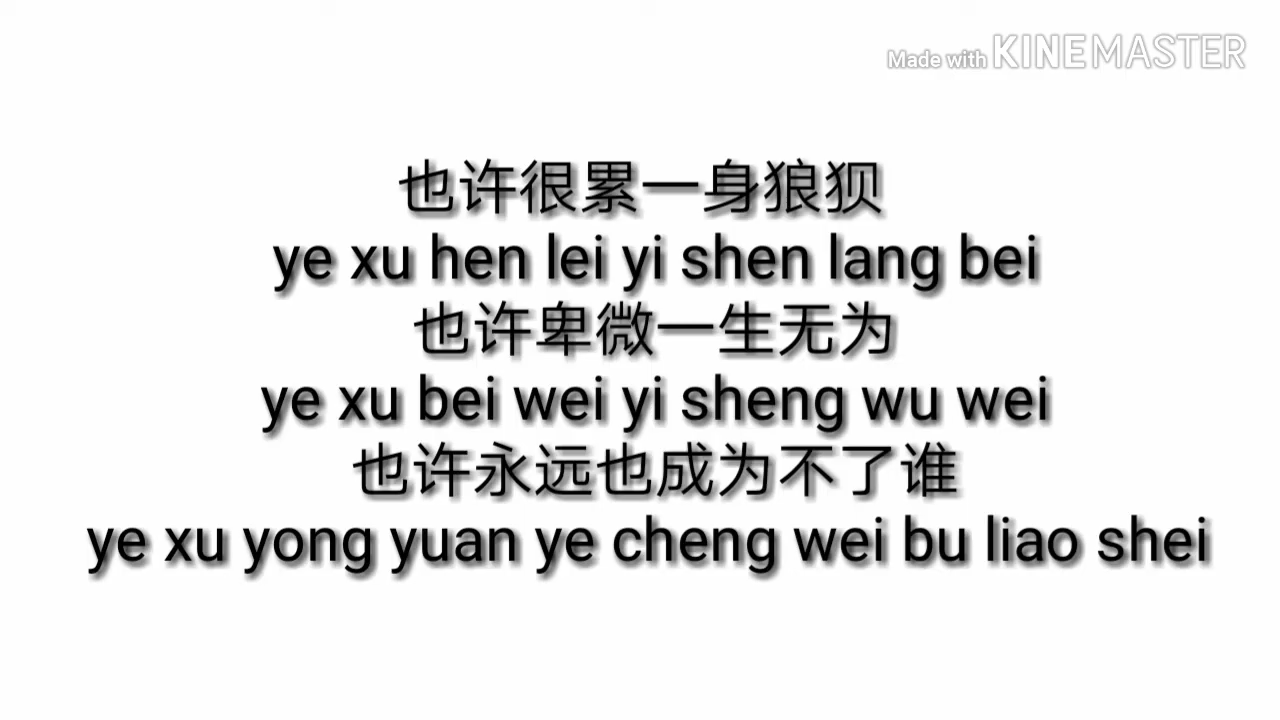 Made with KINEMASTER
也许很累一身狼狈
ye xu hen lei yi shen lang bei
也许卑微一生无为
ye xu bei wei yi sheng wu wei
也许永远也成为不了谁
ye xu yong yuan ye cheng wei bu liao shei